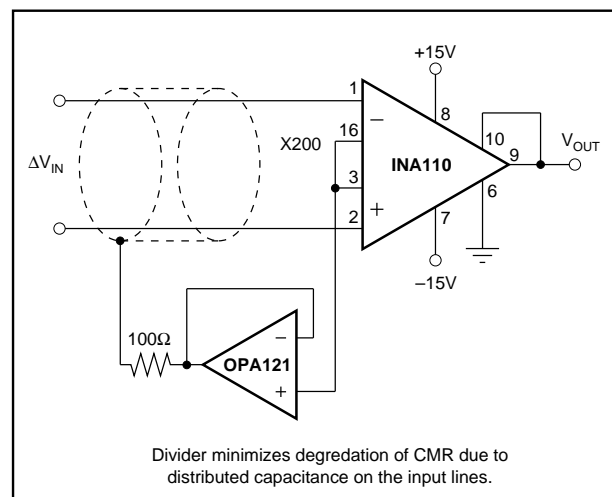 +15V
1
8
16
−
10
X200
V_OUT
9
ΔV_IN
INA110
3
6
+
2
7
−15V
100Ω
−
OPA121
+
Divider minimizes degredation of CMR due to
distributed capacitance on the input lines.